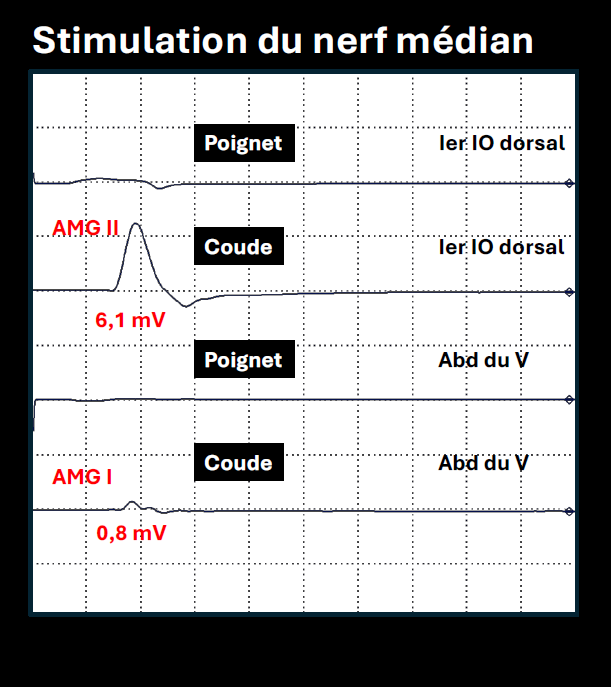 Stimulation du nerf médian
Poignet
Ier IO dorsal
AMG II
Coude
Ier IO dorsal
6,1 mV
Poignet
Abd du V
Coude
Abd du V
AMG I
0,8 mV